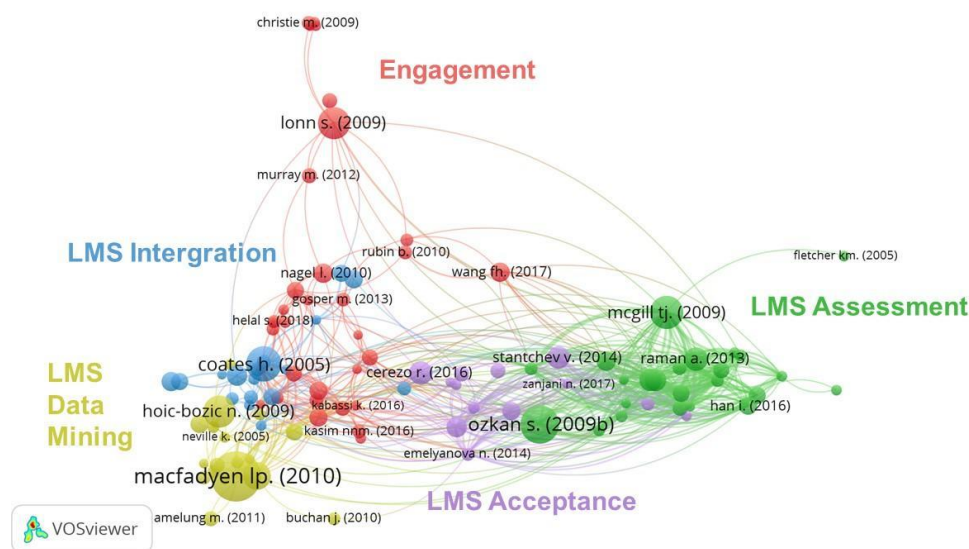 christie m. (2009)
Engagement
lonn s. (2009)
murray m. (2012)
LMS Intergration
rubin b. (2010)
fletcher km. (2005)
nagel l. (2010)
wang fh. (2017)
gosper m. (2013)
LMS Assessment
mcgill tj. (2009)
helal s. (2018)
coates h. (2005)
stantchev v. (2014)
raman a. (2013)
cerezo r. (2016)
zanjani n. (2017)
LMS
Data
Mining
hoic-bozic n. (2009)
kabassi k. (2016)
han i. (2016)
neville k. (2005)
kasim nnm. (2016)
ozkan s. (2009b)
emelyanova n. (2014)
macfadyen lp. (2010)
LMS Acceptance
amelung m. (2011)
buchan j. (2010)
VOSviewer